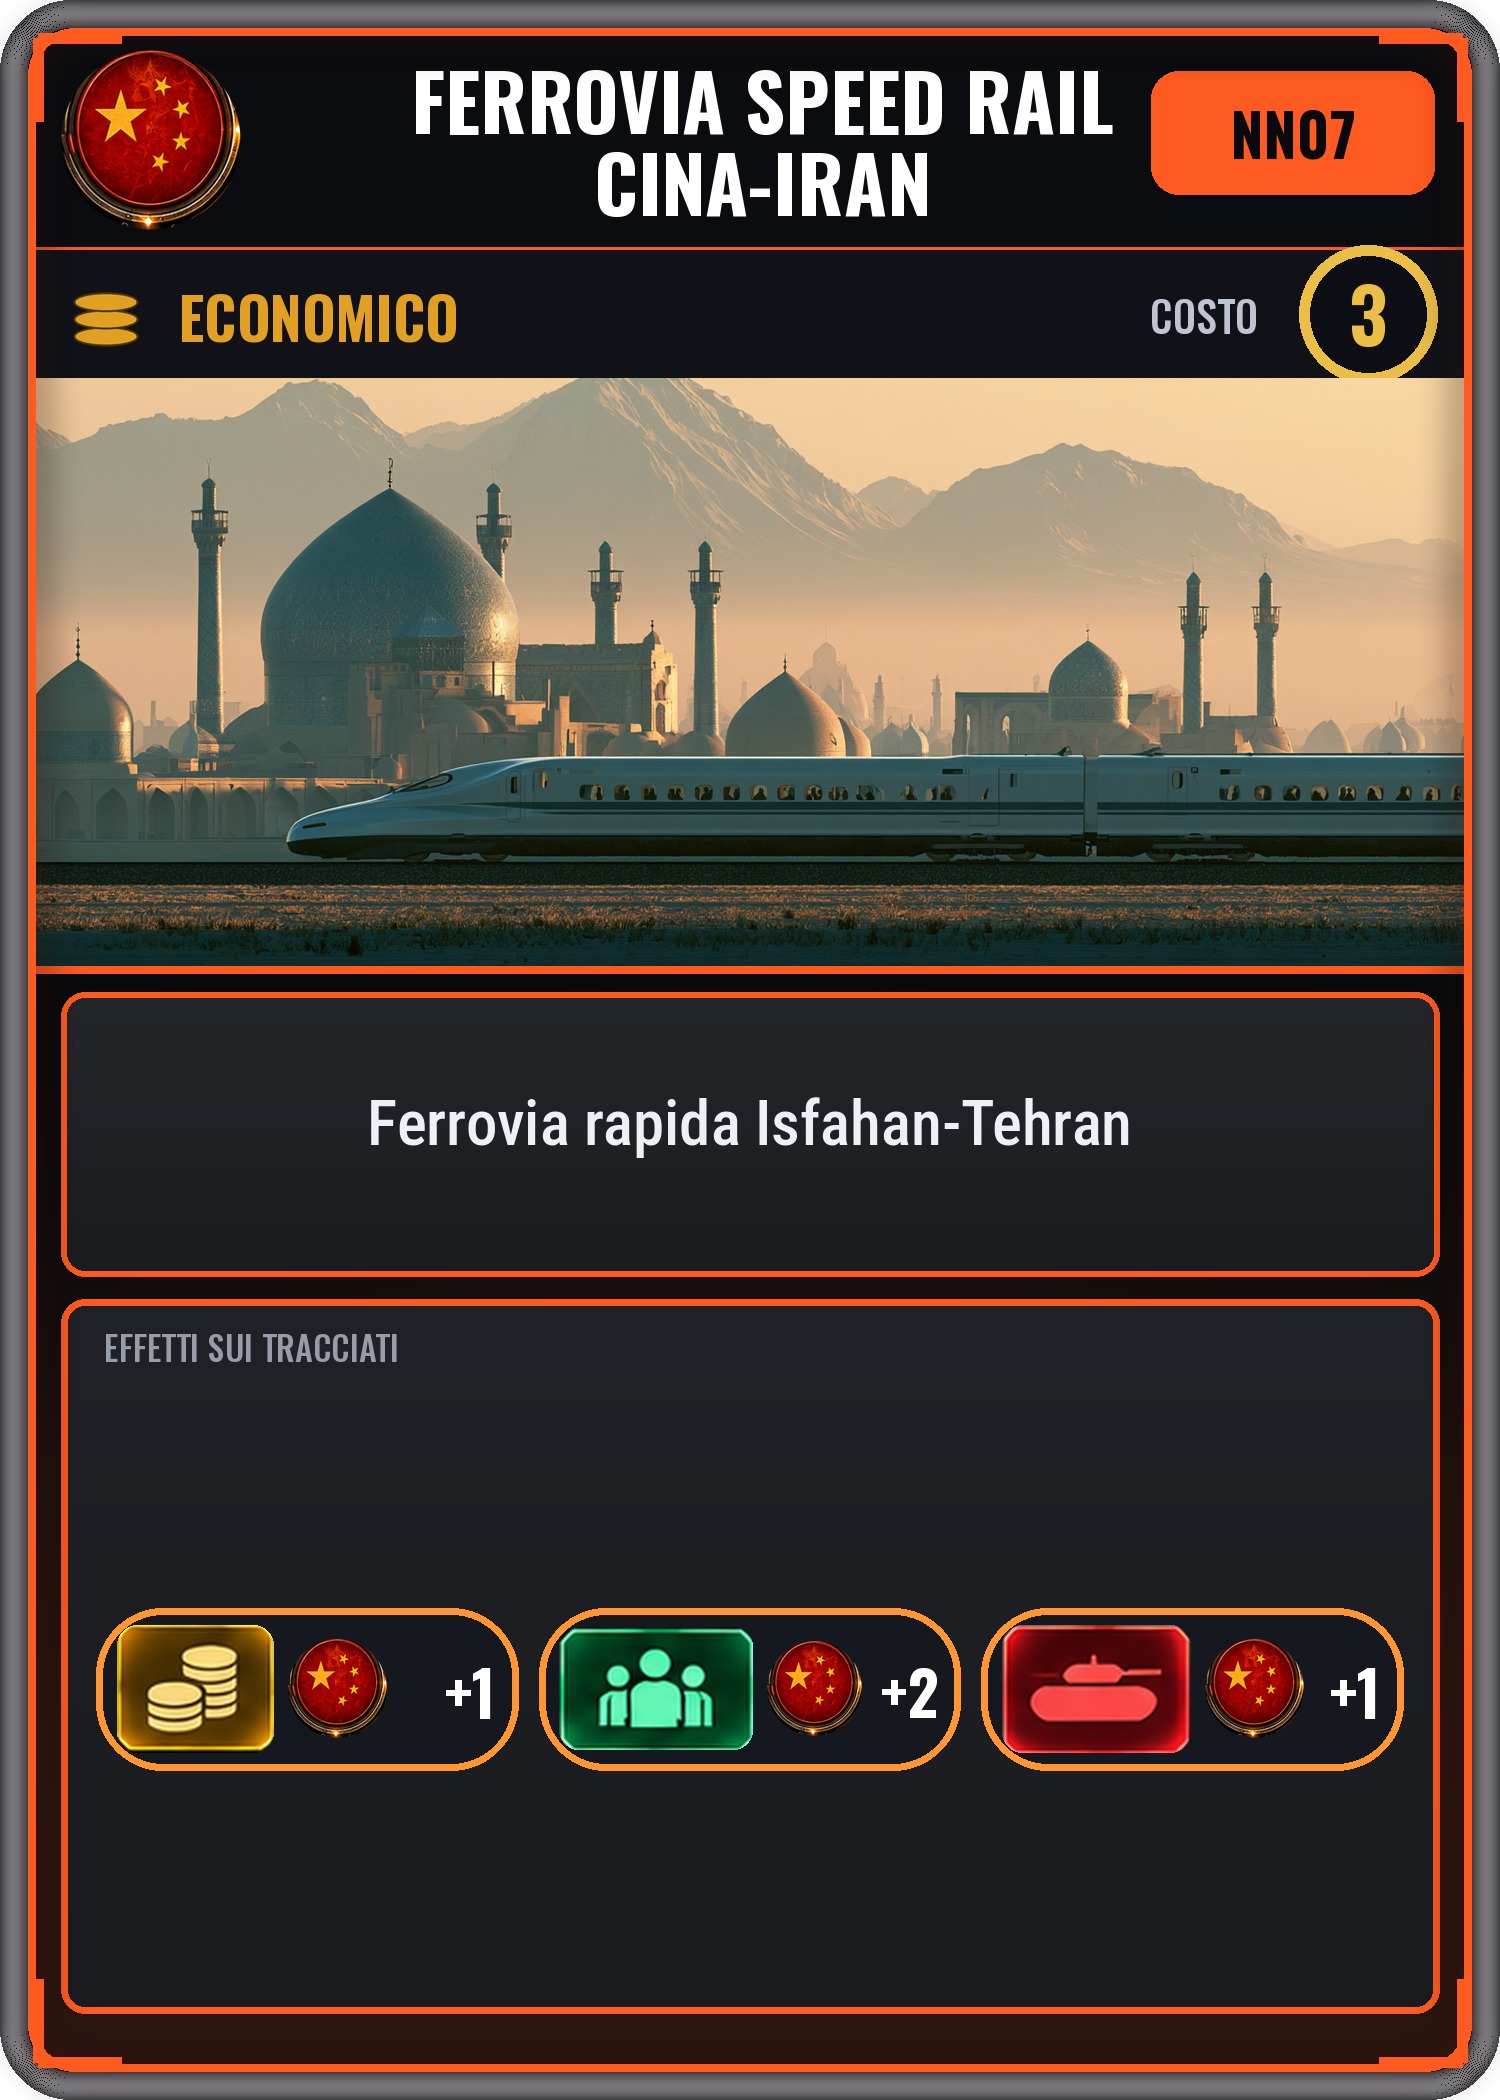 FERROVIA SPEED RAIL
CINA-IRAN
NN07
ECONOMICO
COSTO
3
Ferrovia rapida Isfahan-Tehran
EFFETTI SUI TRACCIATI
+1
+2
+1